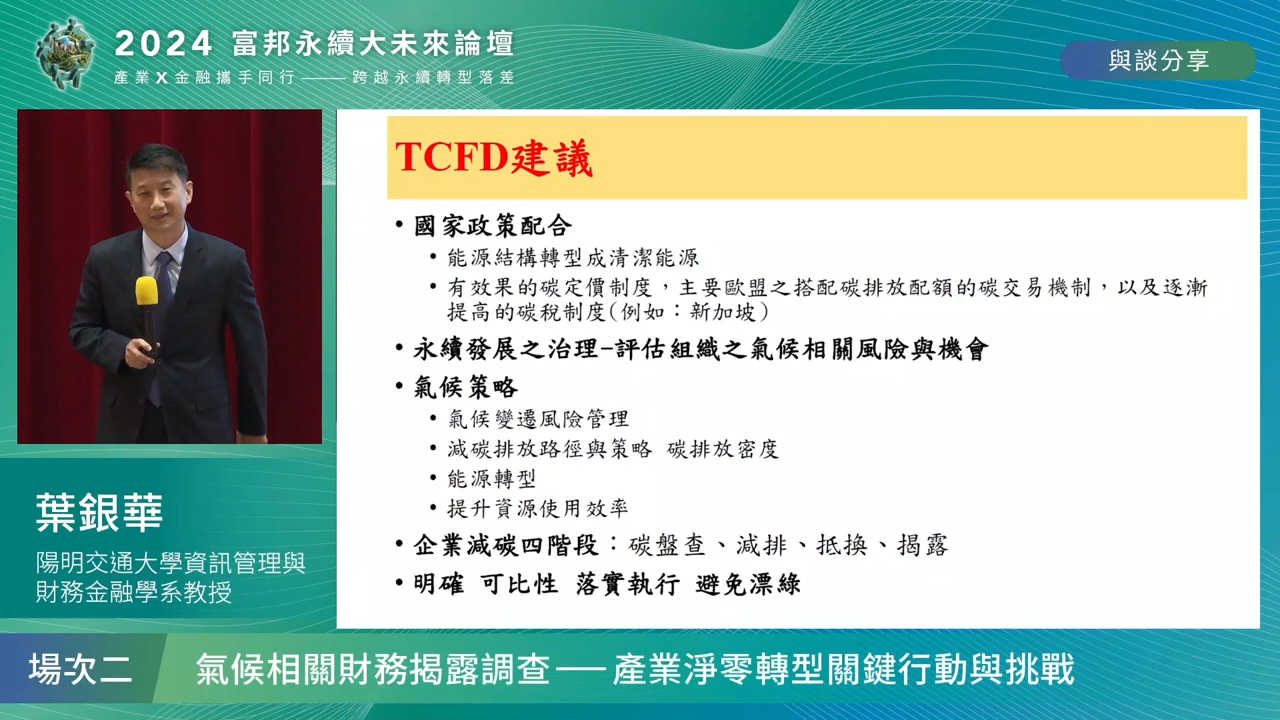 2024 富邦永續大未來論壇
產業X金融攜手同行——跨越永續轉型落差
與談分享
TCFD建議
• 國家政策配合
• 能源結構轉型成清潔能源
• 有效果的碳定價制度，主要歐盟之搭配碳排放配額的碳交易機制，以及逐漸
提高的碳稅制度(例如：新加坡)
• 永續發展之治理-評估組織之氣候相關風險與機會
• 氣候策略
• 氣候變遷風險管理
• 減碳排放路徑與策略 碳排放密度
• 能源轉型
• 提升資源使用效率
• 企業減碳四階段：碳盤查、減排、抵換、揭露
• 明確 可比性 落實執行 避免漂綠
葉銀華
陽明交通大學資訊管理與
財務金融學系教授
場次二
氣候相關財務揭露調查——產業淨零轉型關鍵行動與挑戰